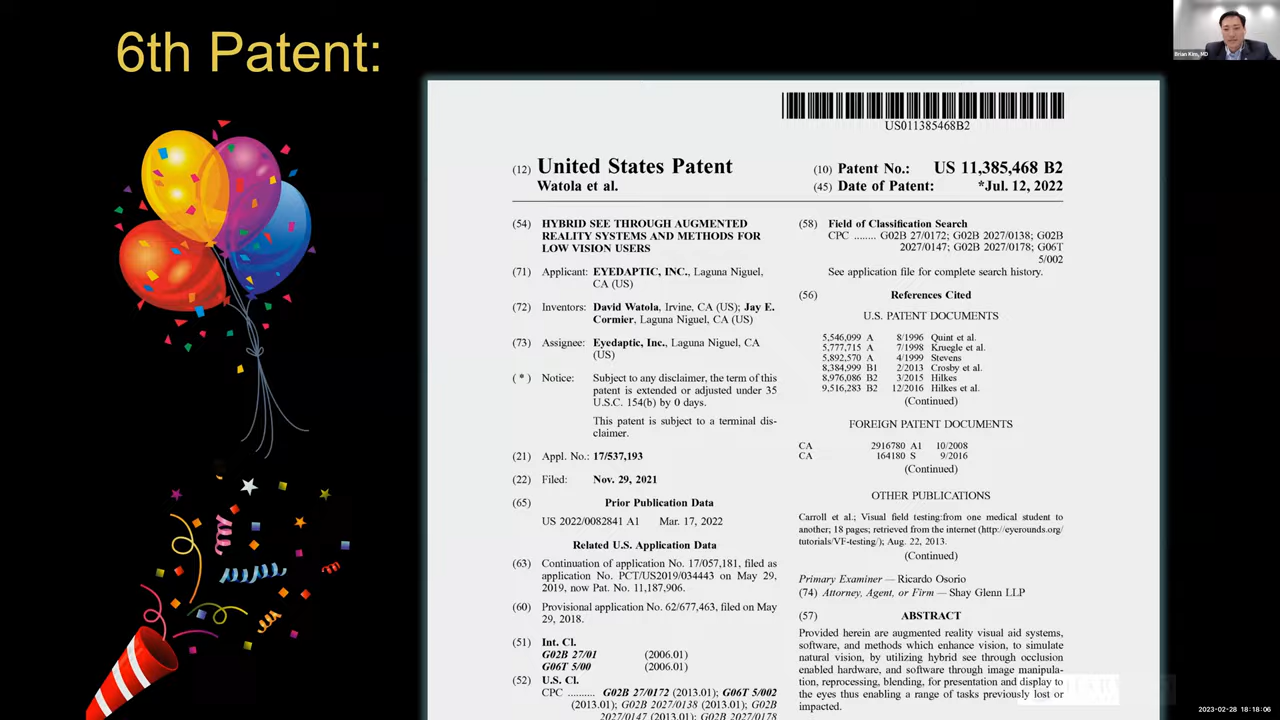 6th Patent:
Brian Kim, MD
US011385468B2
(12) United States Patent
Watola et al.
(10) Patent No.: US 11,385,468 B2
(45) Date of Patent: *Jul. 12, 2022
(54) HYBRID SEE THROUGH AUGMENTED
REALITY SYSTEMS AND METHODS FOR
LOW VISION USERS
(71) Applicant: EYEDAPTIC, INC., Laguna Niguel,
CA (US)
(72) Inventors: David Watola, Irvine, CA (US); Jay E.
Cormier, Laguna Niguel, CA (US)
(73) Assignee: Eyedaptic, Inc., Laguna Niguel, CA
(US)
( * ) Notice: Subject to any disclaimer, the term of this
patent is extended or adjusted under 35
U.S.C. 154(b) by 0 days.
This patent is subject to a terminal dis-
claimer.
(21) Appl. No.: 17/537,193
(22) Filed: Nov. 29, 2021
(65) Prior Publication Data
US 2022/0082841 A1 Mar. 17, 2022
Related U.S. Application Data
(63) Continuation of application No. 17/057,181, filed as
application No. PCT/US2019/034443 on May 29,
2019, now Pat. No. 11,187,906.
(60) Provisional application No. 62/677,463, filed on May
29, 2018.
(51) Int. Cl.
G02B 27/01 (2006.01)
G06T 5/00 (2006.01)
(52) U.S. Cl.
CPC .......... G02B 27/0172 (2013.01); G06T 5/002
(2013.01); G02B 2027/0138 (2013.01); G02B
2027/0147 (2013.01); G02B 2027/0178
(58) Field of Classification Search
CPC ........ G02B 27/0172; G02B 2027/0138; G02B
2027/0147; G02B 2027/0178; G06T
5/002
See application file for complete search history.
(56) References Cited
U.S. PATENT DOCUMENTS
5,546,099 A 8/1996 Quint et al.
5,777,715 A 7/1998 Kruegle et al.
5,892,570 A 4/1999 Stevens
8,384,999 B1 2/2013 Crosby et al.
8,976,086 B2 3/2015 Hilkes
9,516,283 B2 12/2016 Hilkes et al.
(Continued)
FOREIGN PATENT DOCUMENTS
CA 2916780 A1 10/2008
CA 164180 S 9/2016
(Continued)
OTHER PUBLICATIONS
Carroll et al.; Visual field testing:from one medical student to
another; 18 pages; retrieved from the internet (http://eyerounds.org/
tutorials/VF-testing/); Aug. 22, 2013.
(Continued)
Primary Examiner — Ricardo Osorio
(74) Attorney, Agent, or Firm — Shay Glenn LLP
(57) ABSTRACT
Provided herein are augmented reality visual aid systems,
software, and methods which enhance vision, to simulate
natural vision, by utilizing hybrid see through occlusion
enabled hardware, and software through image manipula-
tion, reprocessing, blending, for presentation and display to
the eyes thus enabling a range of tasks previously lost or
impacted.
2023-02-28 18:18:06